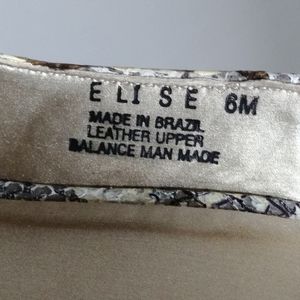 ELISE 6M
MADE IN BRAZIL
LEATHER UPPER
BALANCE MAN MADE